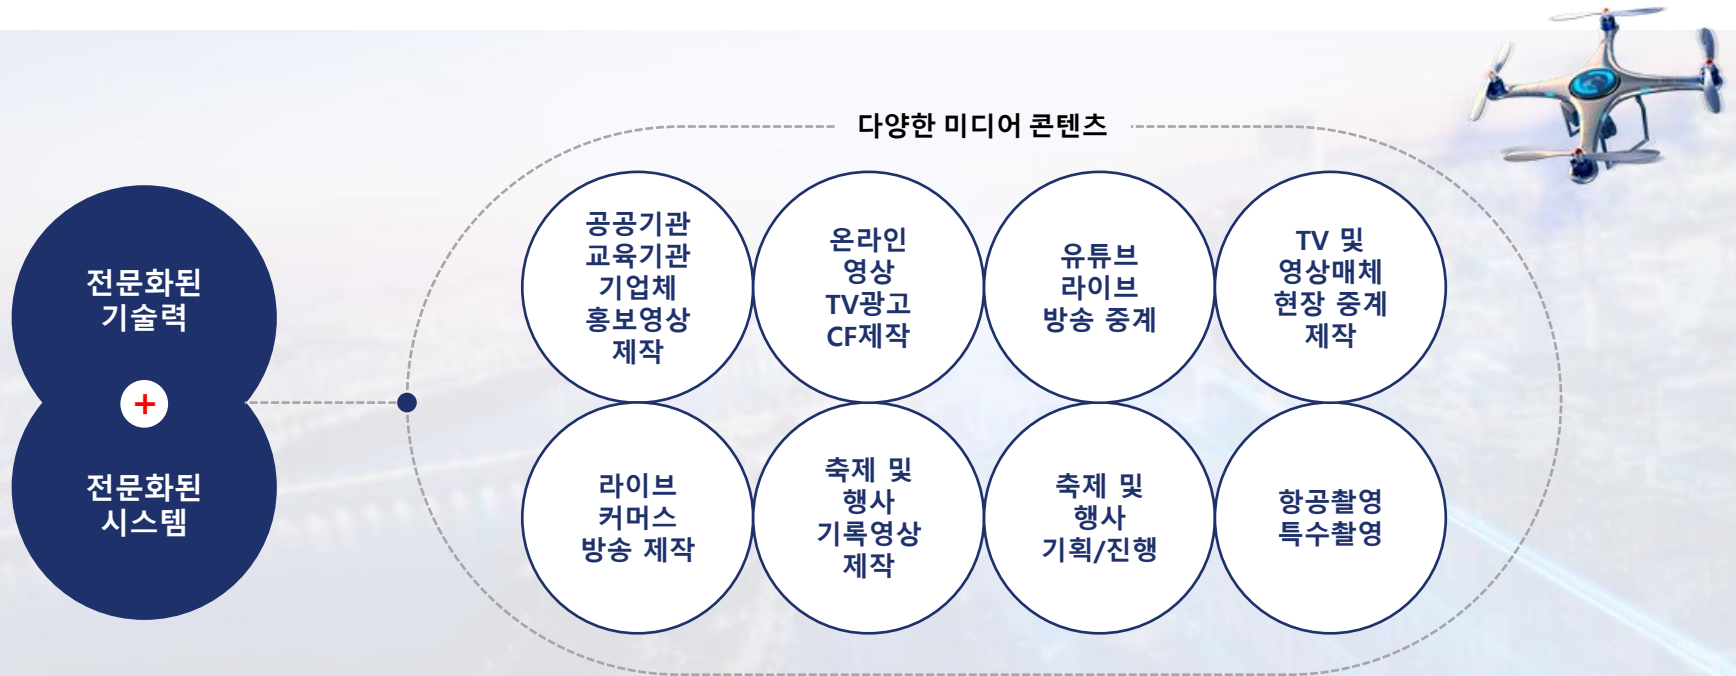 다양한 미디어 콘텐츠
전문화된
기술력
+
전문화된
시스템
공공기관
교육기관
기업체
홍보영상
제작
온라인
영상
TV광고
CF제작
유튜브
라이브
방송 중계
TV 및
영상매체
현장 중계
제작
라이브
커머스
방송 제작
축제 및
행사
기록영상
제작
축제 및
행사
기획/진행
항공촬영
특수촬영